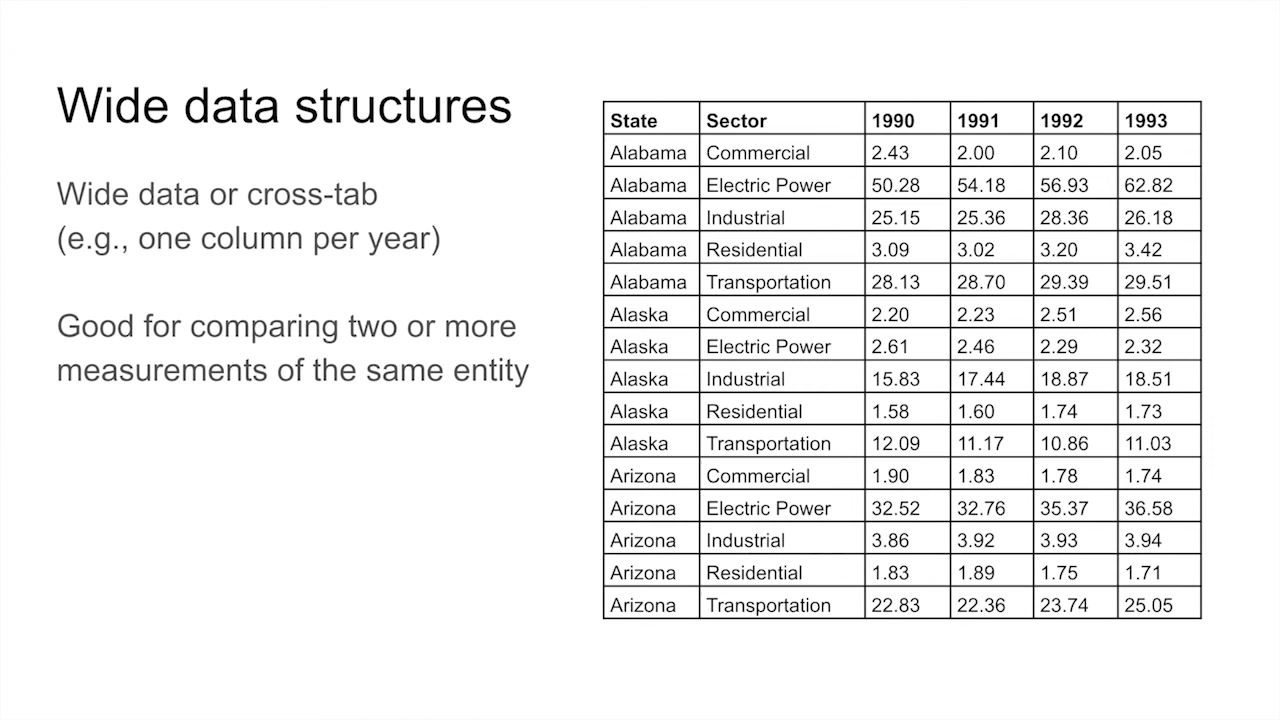 Wide data structures
Wide data or cross-tab
(e.g., one column per year)
Good for comparing two or more
measurements of the same entity
State Sector 1990 1991 1992 1993
Alabama Commercial 2.43 2.00 2.10 2.05
Alabama Electric Power 50.28 54.18 56.93 62.82
Alabama Industrial 25.15 25.36 28.36 26.18
Alabama Residential 3.09 3.02 3.20 3.42
Alabama Transportation 28.13 28.70 29.39 29.51
Alaska Commercial 2.20 2.23 2.51 2.56
Alaska Electric Power 2.61 2.46 2.29 2.32
Alaska Industrial 15.83 17.44 18.87 18.51
Alaska Residential 1.58 1.60 1.74 1.73
Alaska Transportation 12.09 11.17 10.86 11.03
Arizona Commercial 1.90 1.83 1.78 1.74
Arizona Electric Power 32.52 32.76 35.37 36.58
Arizona Industrial 3.86 3.92 3.93 3.94
Arizona Residential 1.83 1.89 1.75 1.71
Arizona Transportation 22.83 22.36 23.74 25.05